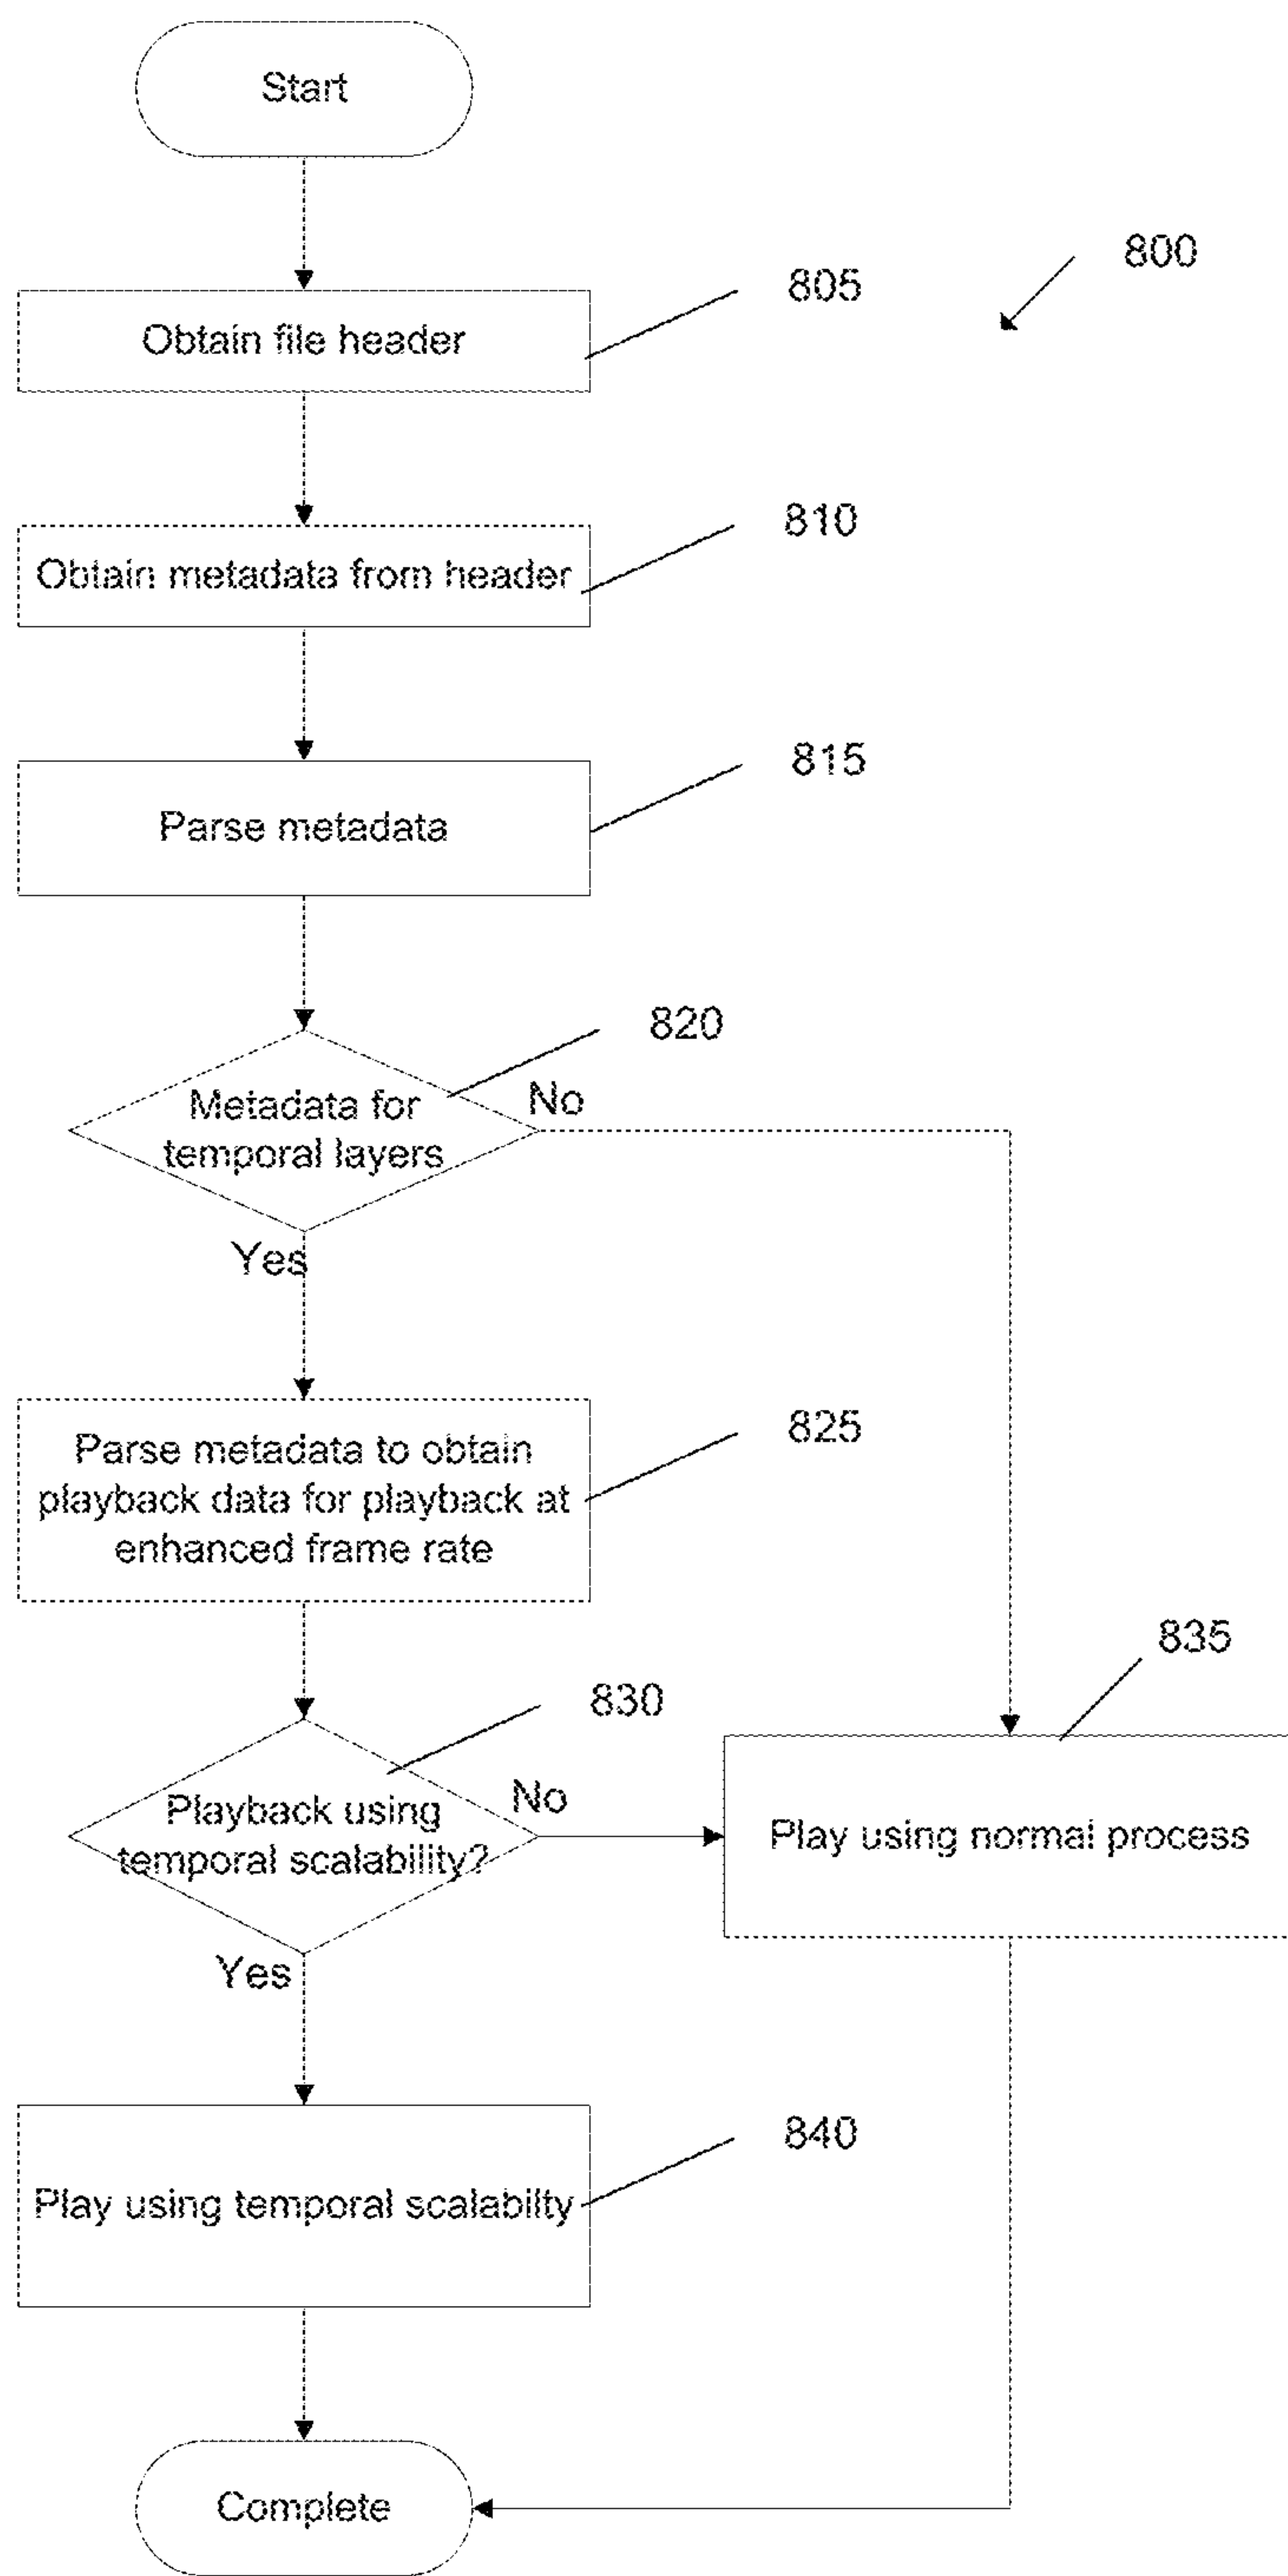 Start
800
805
Obtain file header
810
Obtain metadata from header
815
Parse metadata
820
Metadata for
temporal layers
No
Yes
825
Parse metadata to obtain
playback data for playback at
enhanced frame rate
835
830
Playback using
temporal scalability?
No
Play using normal process
Yes
840
Play using temporal scalabilty
Complete